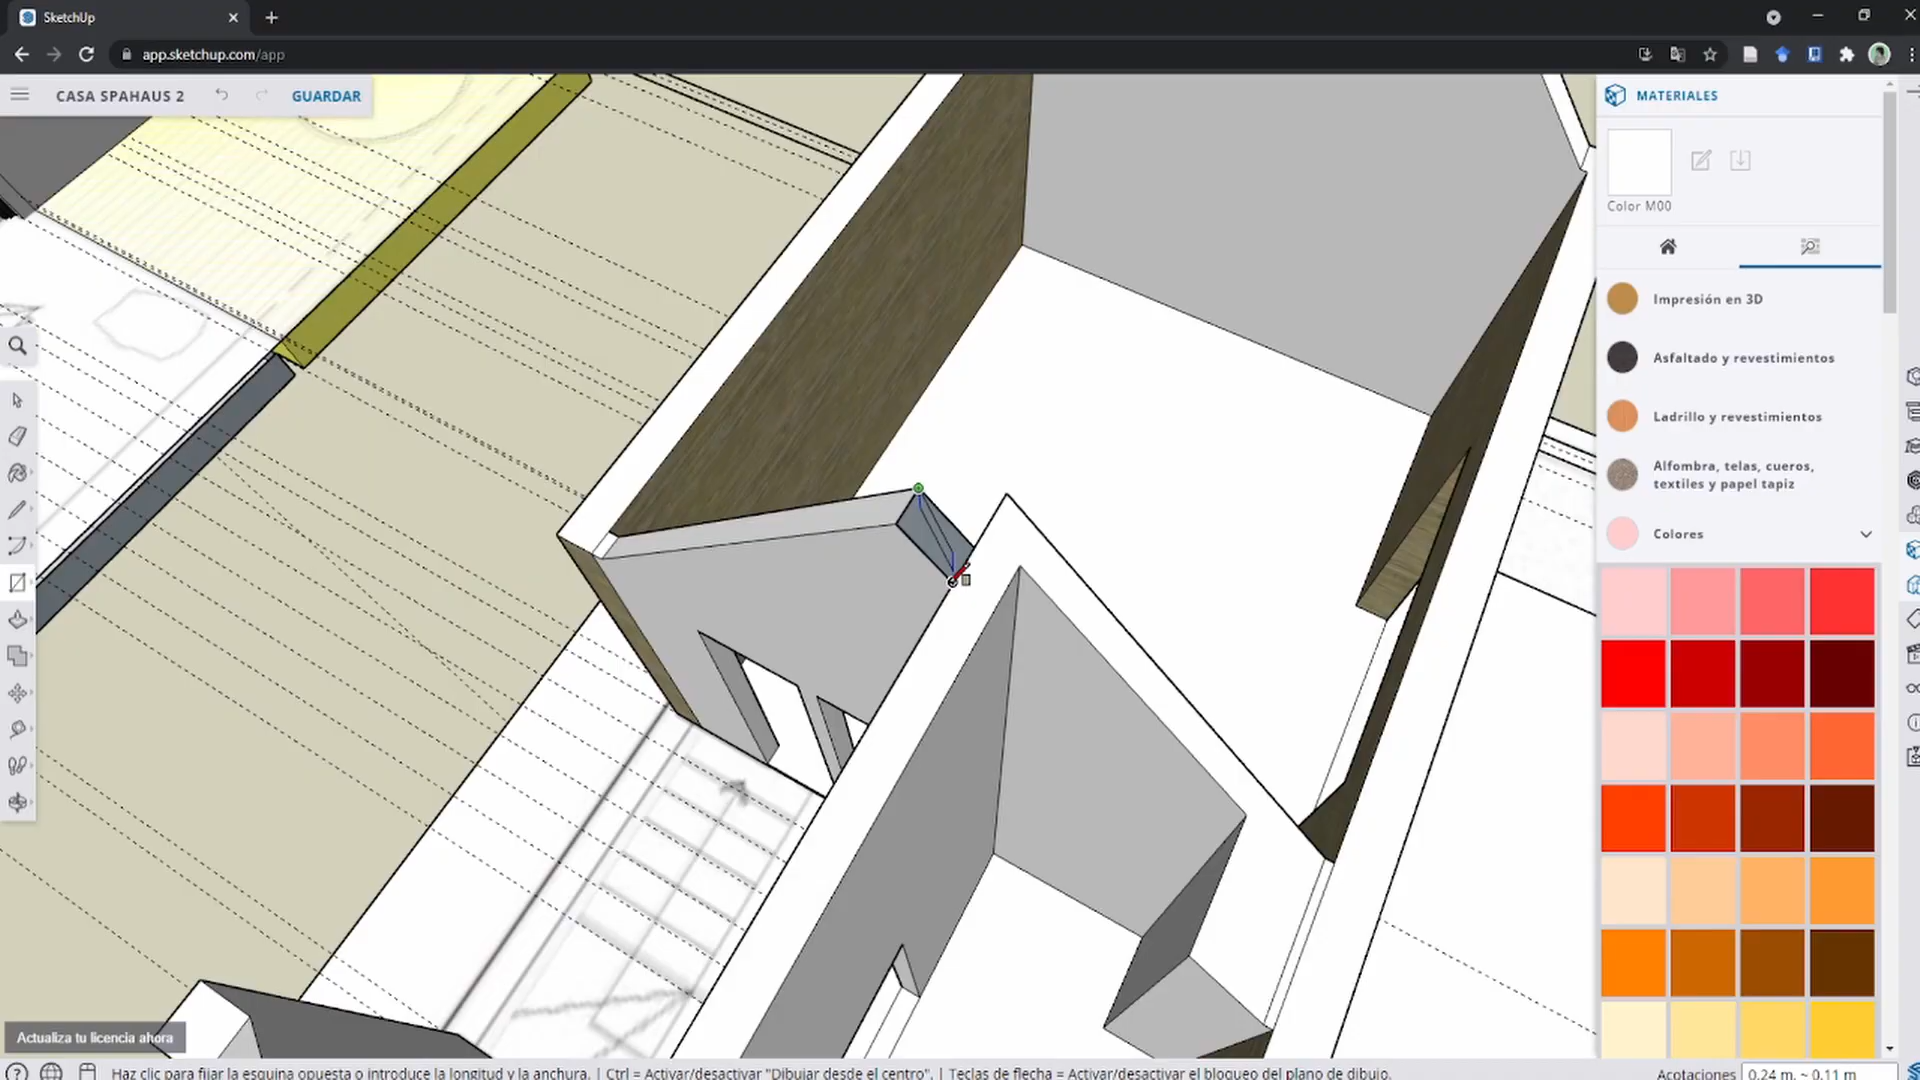 SketchUp
app.sketchup.com/app
CASA SPAHAUS 2
GUARDAR
MATERIALES
Color M00
Impresión en 3D
Asfaltado y revestimientos
Ladrillo y revestimientos
Alfombra, telas, cueros,
textiles y papel tapiz
Colores
Actualiza tu licencia ahora
Haz clic para fijar la esquina opuesta o introduce la longitud y la anchura. | Ctrl = Activar/desactivar "Dibujar desde el centro". | Teclas de flecha = Activar/desactivar el bloqueo del plano de dibujo.
Acotaciones
0,24 m, ~ 0,11 m